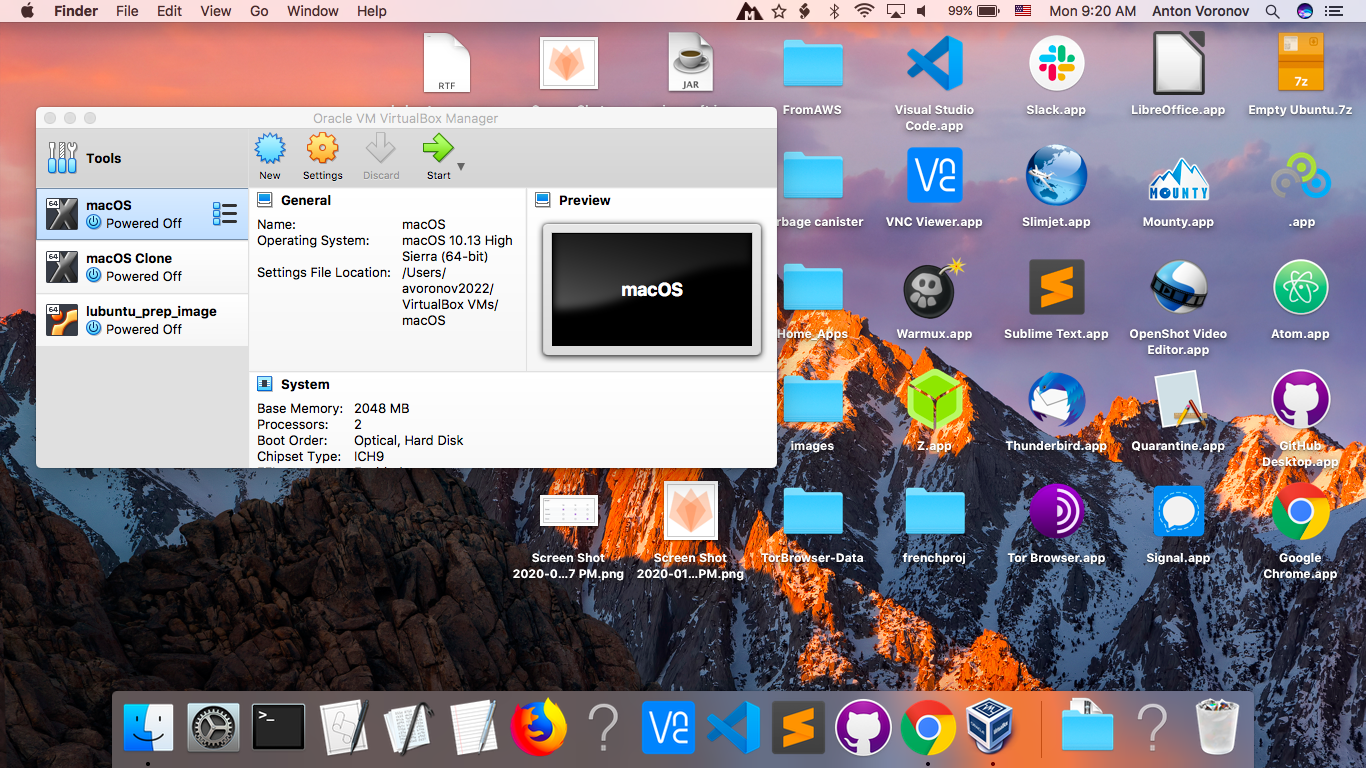 Finder File Edit View Go Window Help
99% Mon 9:20 AM Anton Voronov
RTF
JAR
7z
FromAWS
Visual Studio
Code.app
Slack.app
LibreOffice.app
Empty Ubuntu.7z
Oracle VM VirtualBox Manager
Tools
New
Settings
Discard
Start
64
macOS
Powered Off
64
macOS Clone
Powered Off
64
lubuntu_prep_image
Powered Off
General
Name: macOS
Operating System: macOS 10.13 High
Sierra (64-bit)
Settings File Location: /Users/
avoronov2022/
VirtualBox VMs/
macOS
Preview
macOS
System
Base Memory: 2048 MB
Processors: 2
Boot Order: Optical, Hard Disk
Chipset Type: ICH9
rbage canister
VNC Viewer.app
Slimjet.app
MOUNTY
Mounty.app
.app
Home_Apps
Warmux.app
Sublime Text.app
OpenShot Video
Editor.app
Atom.app
images
Z.app
Thunderbird.app
Quarantine.app
GitHub
Desktop.app
Screen Shot
2020-0...7 PM.png
Screen Shot
2020-01...PM.png
TorBrowser-Data
frenchproj
Tor Browser.app
Signal.app
Google
Chrome.app
>_
?
?